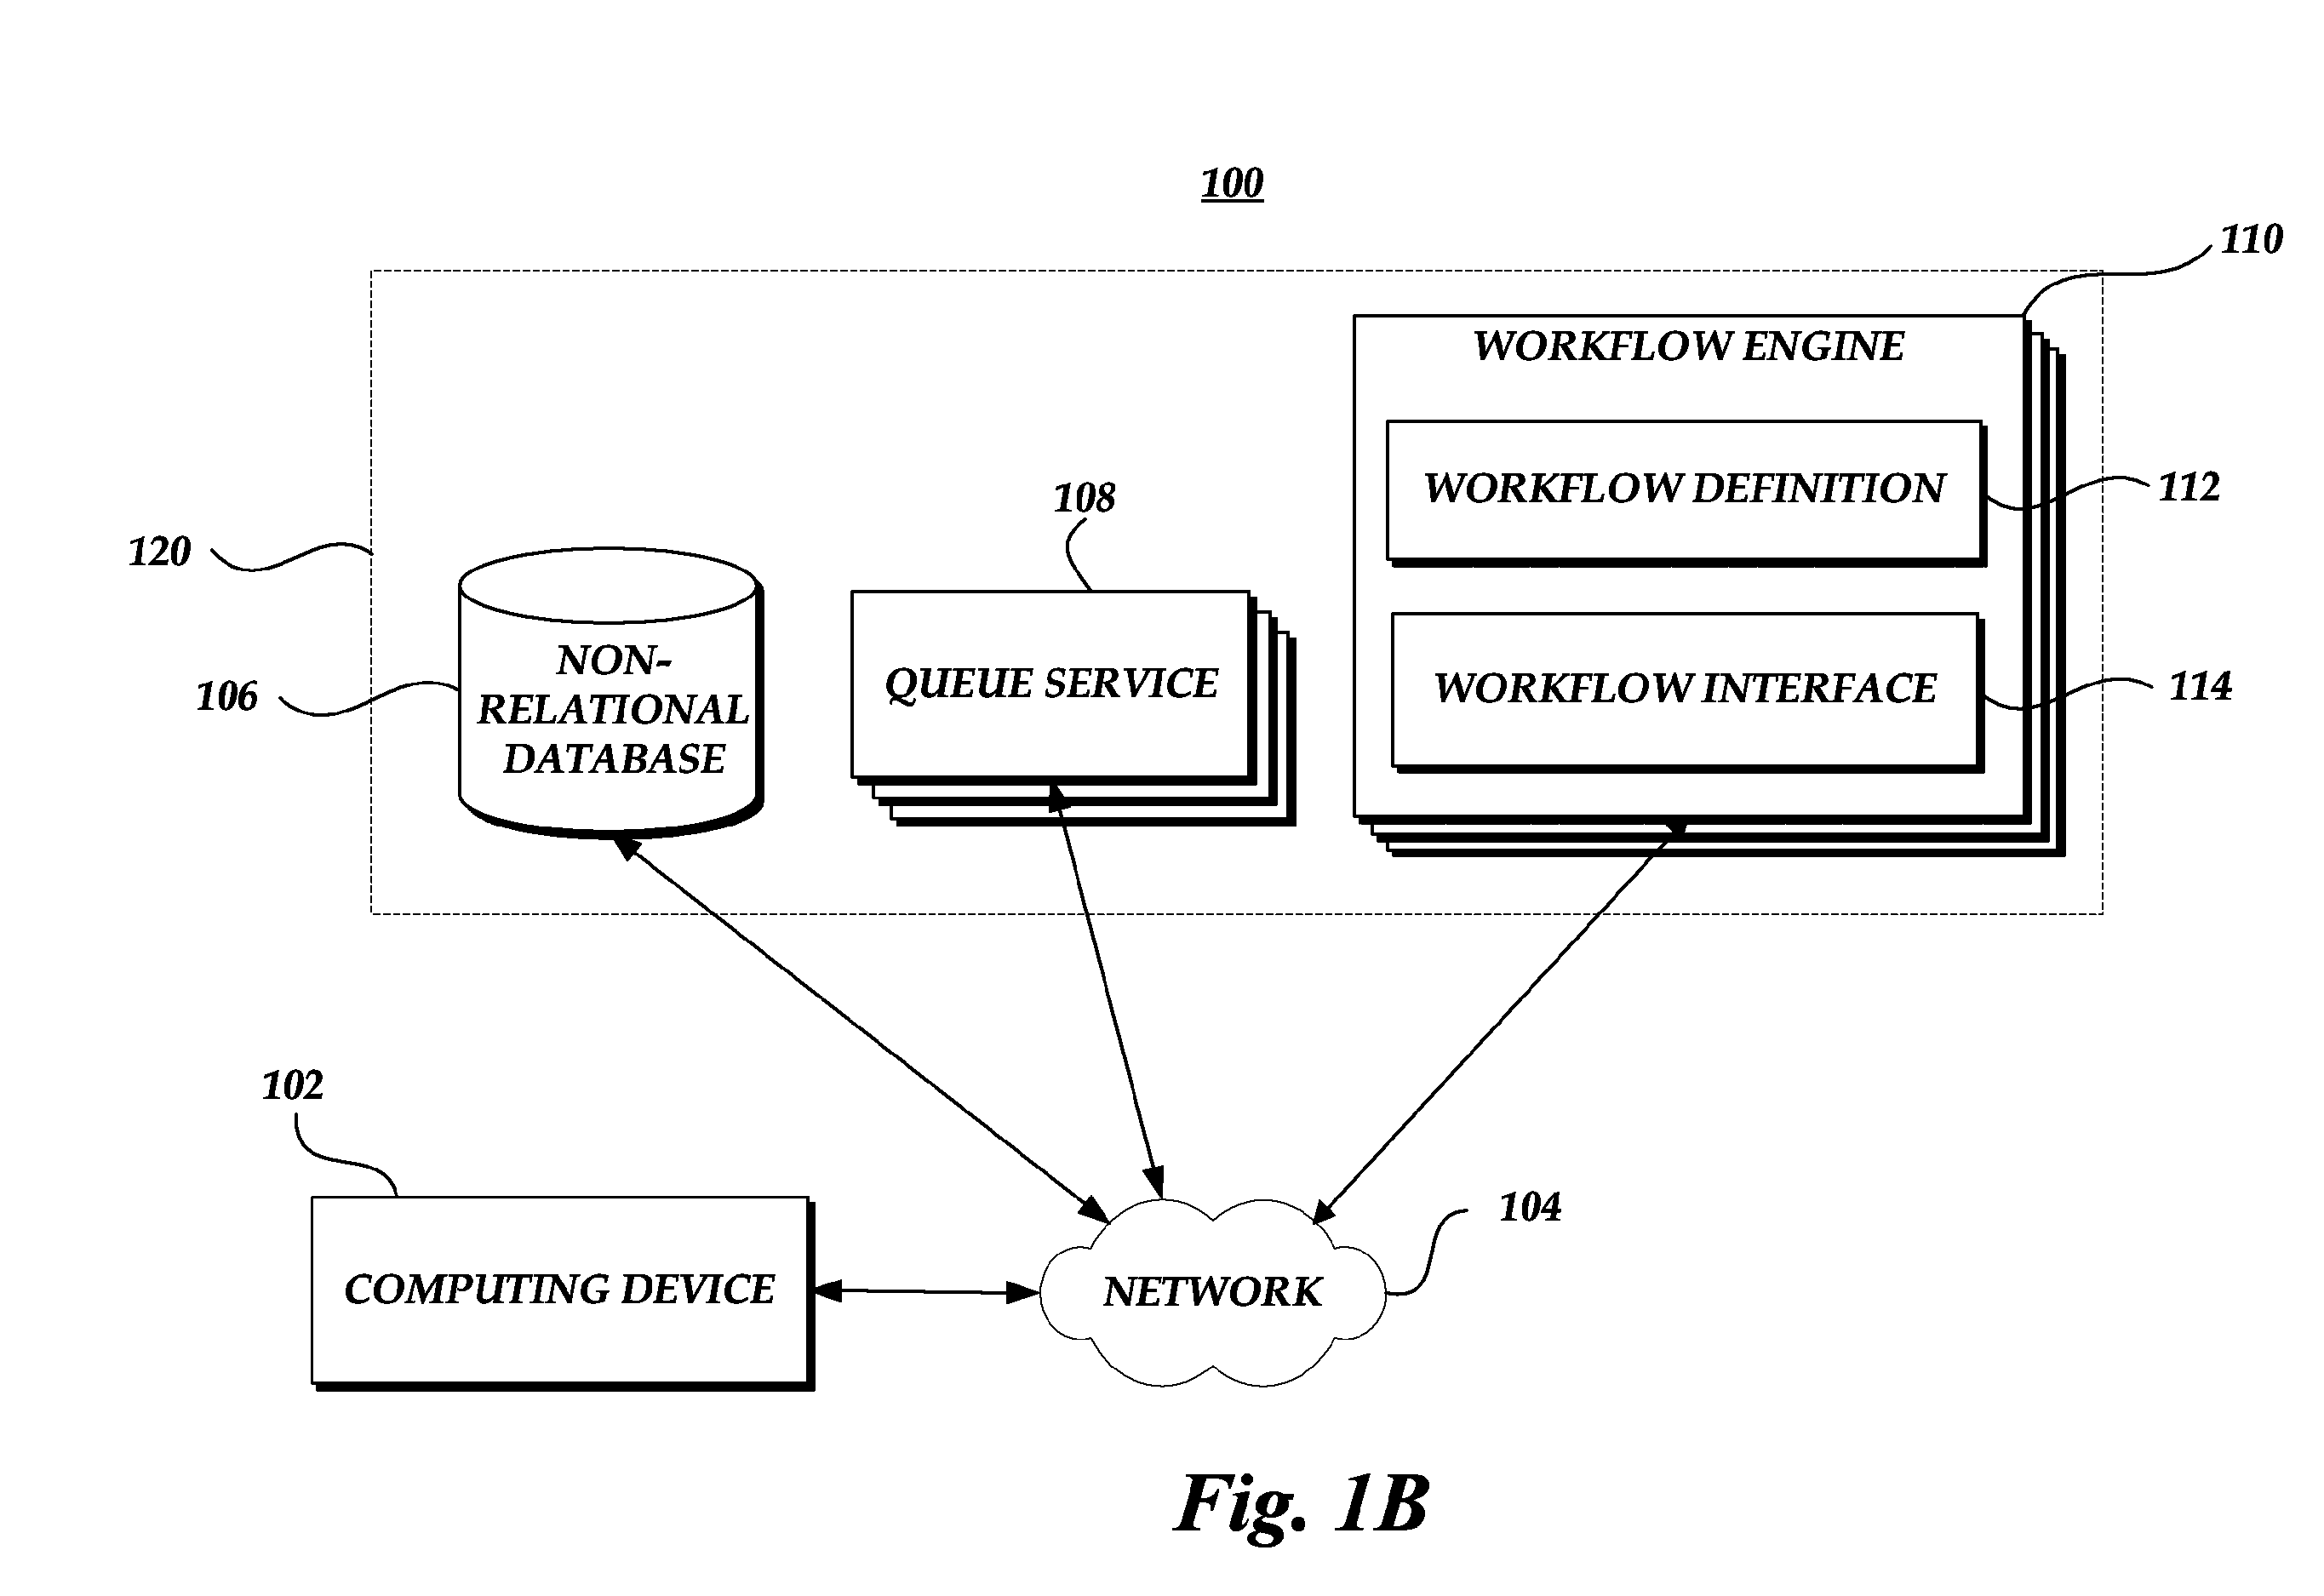 100
110
WORKFLOW ENGINE
WORKFLOW DEFINITION
112
108
120
NON-
RELATIONAL
DATABASE
106
QUEUE SERVICE
WORKFLOW INTERFACE
114
102
COMPUTING DEVICE
NETWORK
104
Fig. 1B